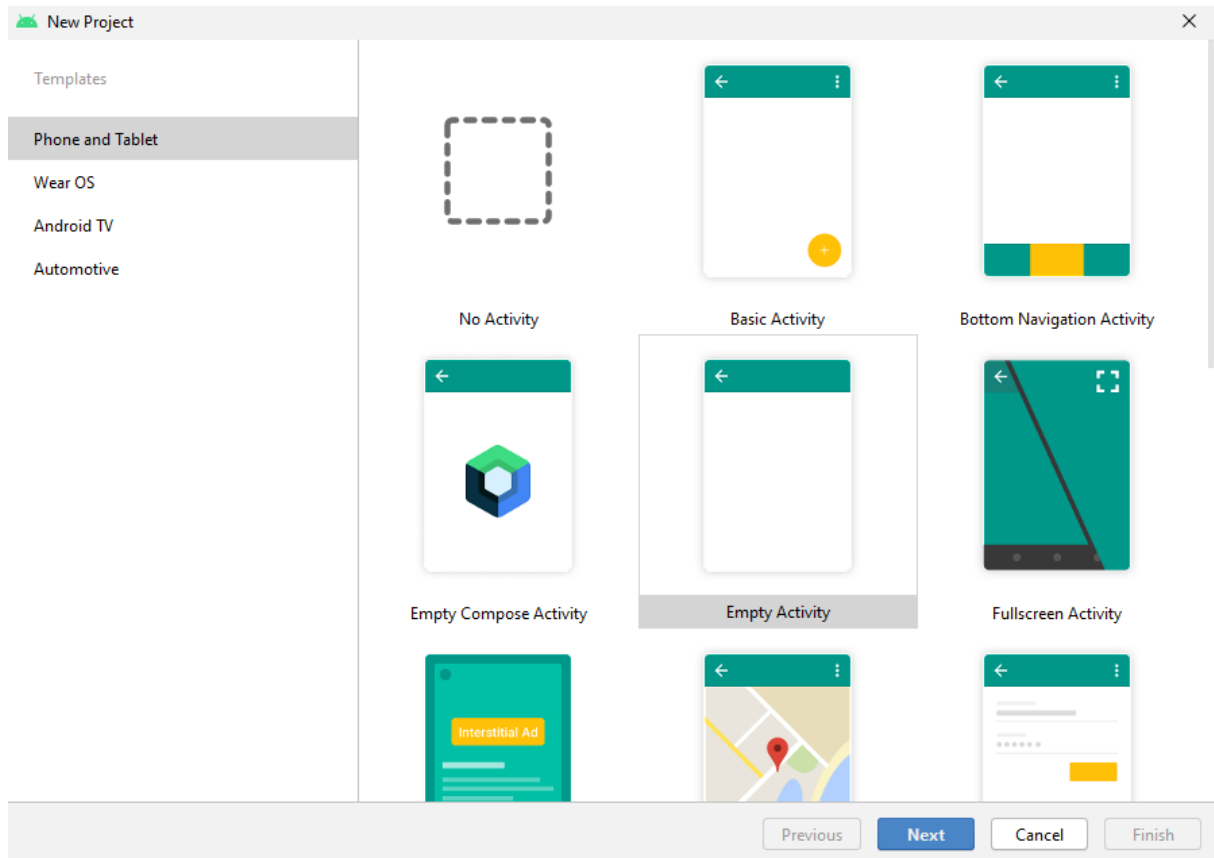 New Project
Templates
Phone and Tablet
Wear OS
Android TV
Automotive
No Activity
Basic Activity
Bottom Navigation Activity
Empty Compose Activity
Empty Activity
Fullscreen Activity
Interstitial Ad
Previous
Next
Cancel
Finish